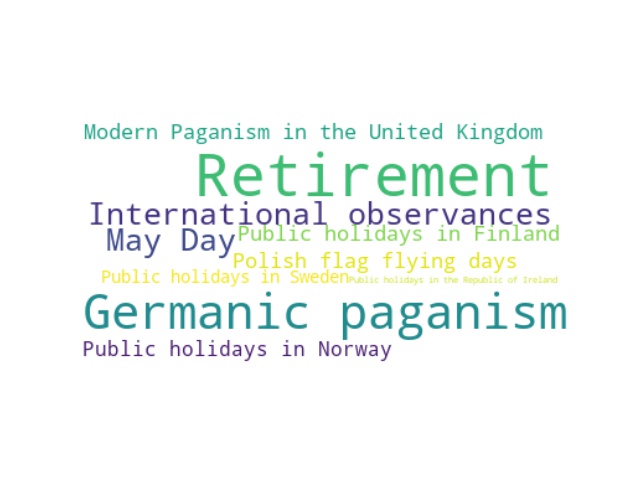 Modern Paganism in the United Kingdom
Retirement
International observances
May Day
Public holidays in Finland
Polish flag flying days
Public holidays in Sweden
Public holidays in the Republic of Ireland
Germanic paganism
Public holidays in Norway